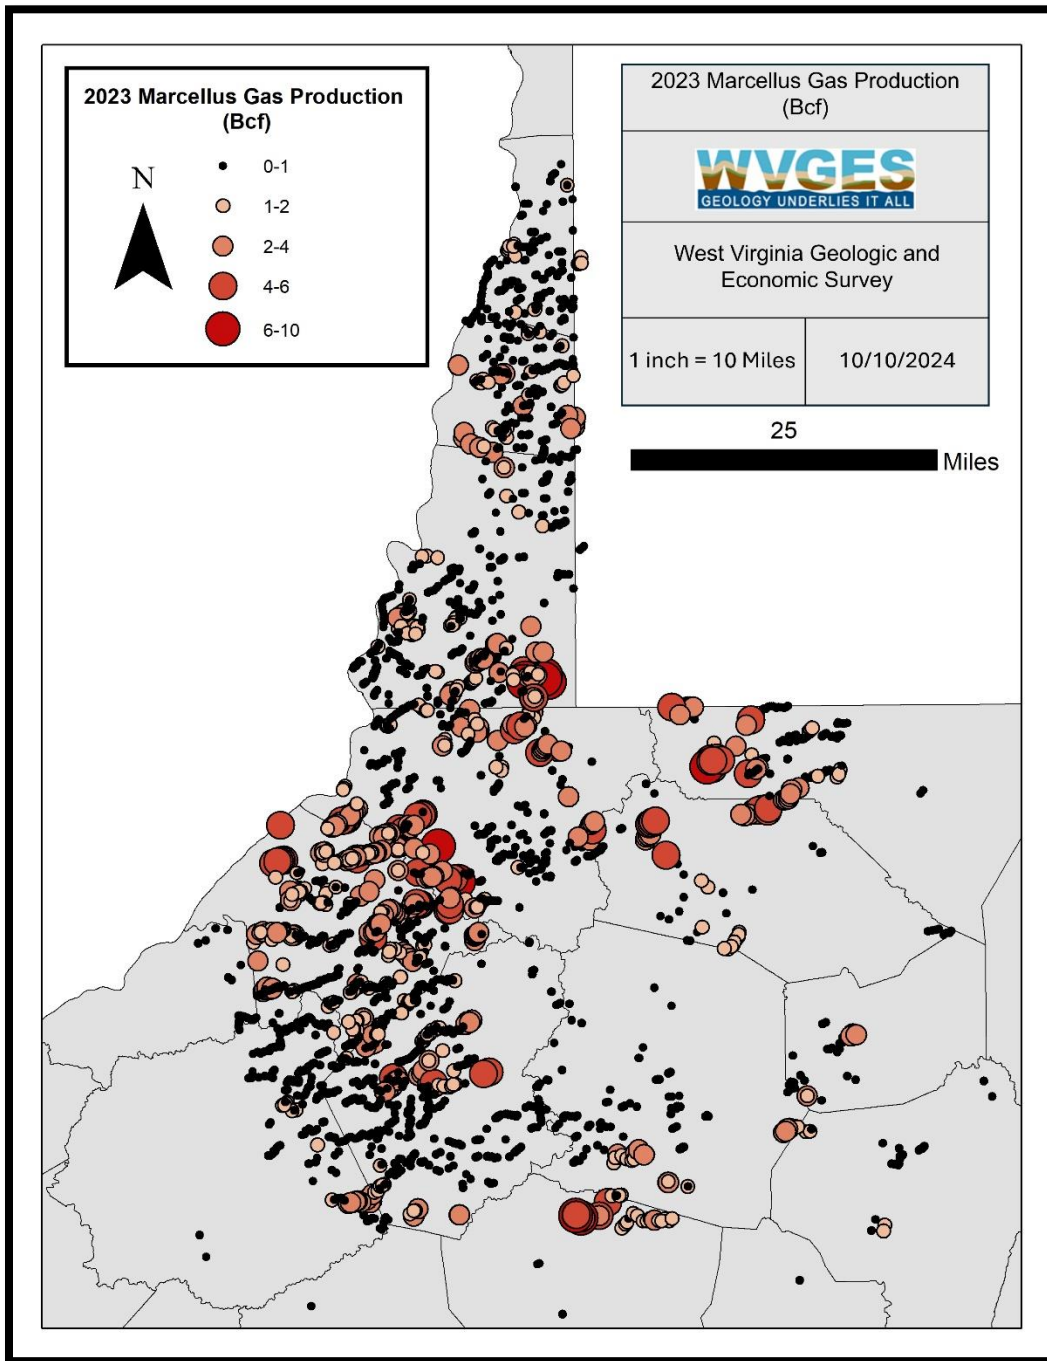 2023 Marcellus Gas Production
(Bcf)
N
0-1
1-2
2-4
4-6
6-10
2023 Marcellus Gas Production
(Bcf)
WVGES
GEOLOGY UNDERLIES IT ALL
West Virginia Geologic and
Economic Survey
1 inch = 10 Miles
10/10/2024
25
Miles